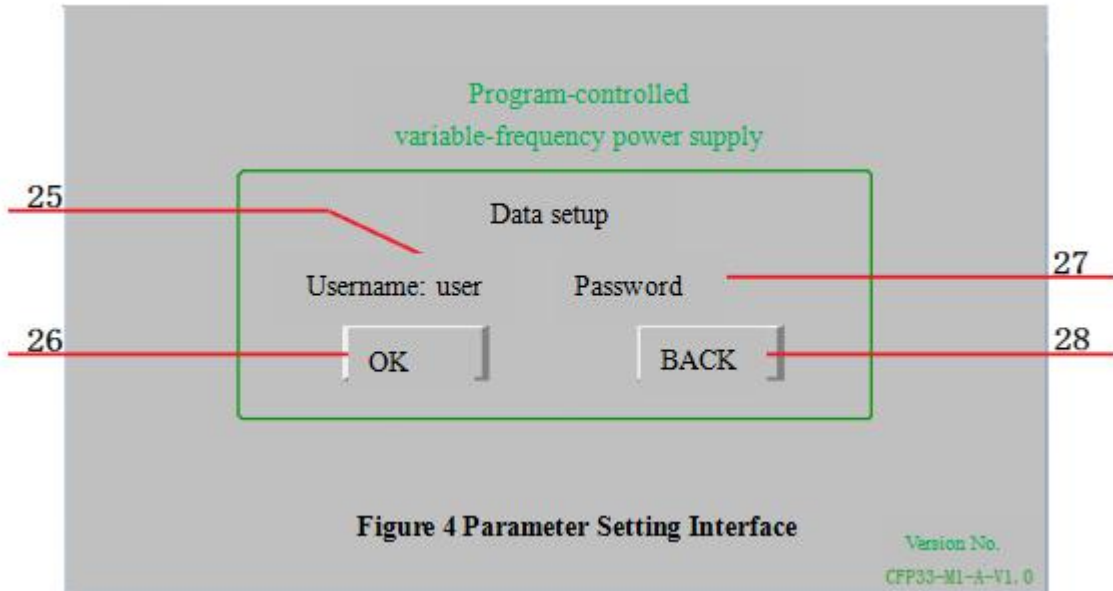 Program-controlled
variable-frequency power supply
25
Data setup
27
Username: user Password
26
28
OK BACK
Figure 4 Parameter Setting Interface
Version No.
CFP33-M1-A-V1.0